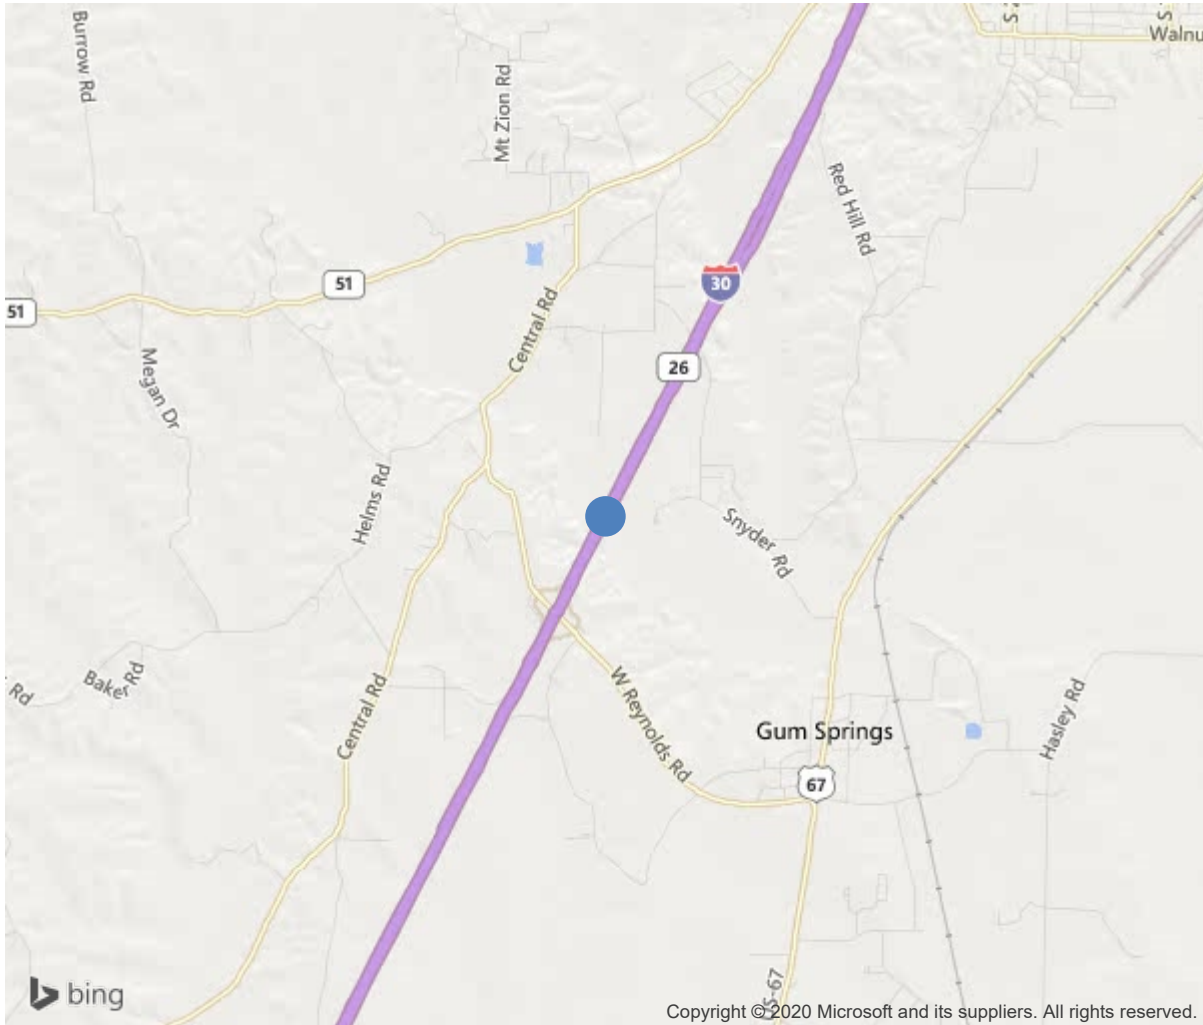 Burrow Rd
Mt Zion Rd
S
S
Walnu
Red Hill Rd
51
51
30
Central Rd
26
Megan Dr
Helms Rd
Snyder Rd
Rd
Baker Rd
Central Rd
W Reynolds Rd
Gum Springs
Hasley Rd
67
US-67
bing
Copyright © 2020 Microsoft and its suppliers. All rights reserved.